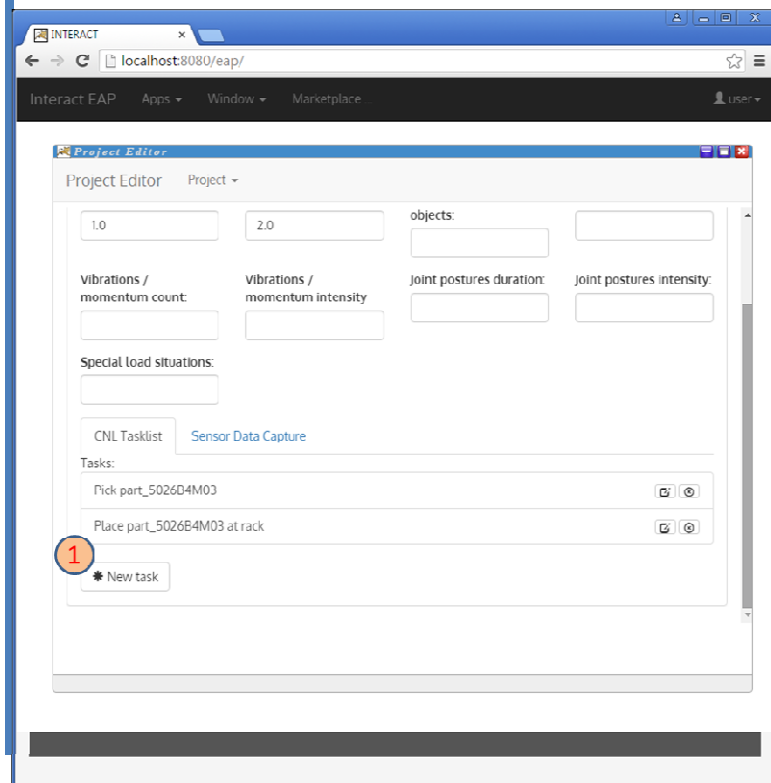 INTERACT
localhost:8080/eap/
Interact EAP Apps Window Marketplace... user
Project Editor
Project Editor Project
1.0 2.0 objects:
Vibrations / momentum count: Vibrations / momentum intensity Joint postures duration: Joint postures intensity:
Special load situations:
CNL Tasklist Sensor Data Capture
Tasks:
Pick part_5026B4M03
Place part_5026B4M03 at rack
1
New task